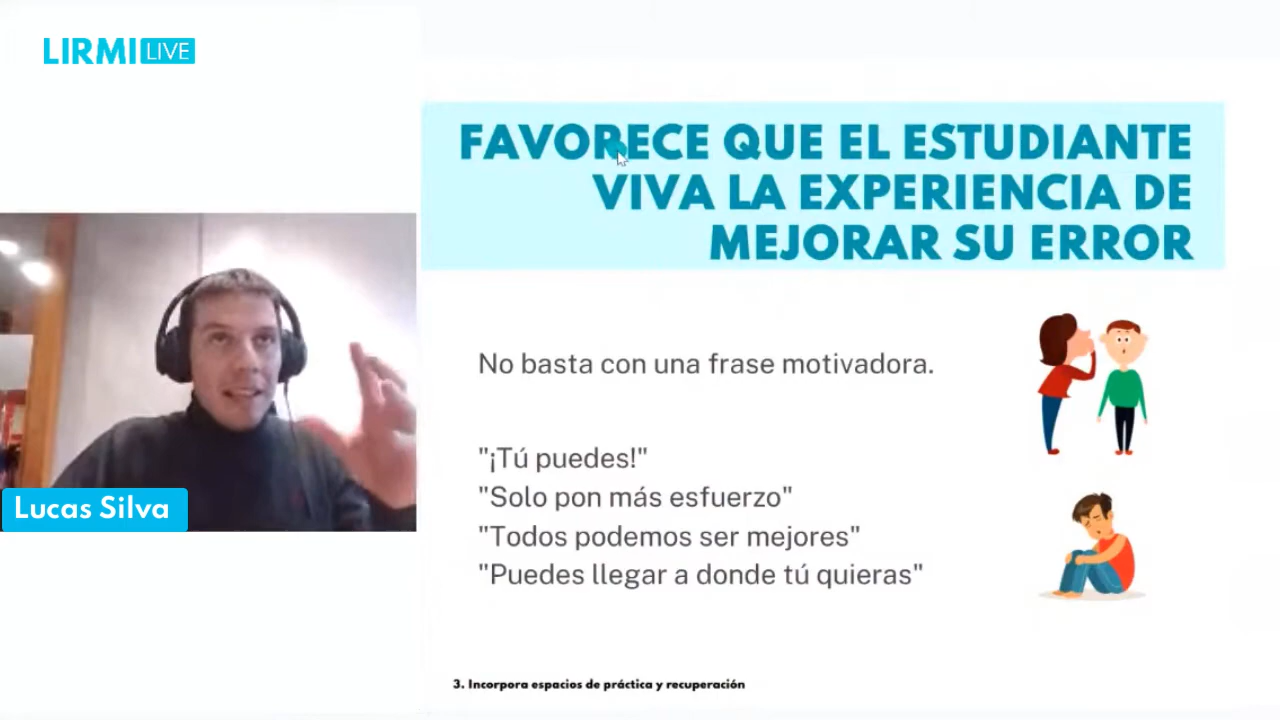 LIRMI LIVE
FAVORECE QUE EL ESTUDIANTE
VIVA LA EXPERIENCIA DE
MEJORAR SU ERROR
No basta con una frase motivadora.
"¡Tú puedes!"
"Solo pon más esfuerzo"
"Todos podemos ser mejores"
"Puedes llegar a donde tú quieras"
Lucas Silva
3. Incorpora espacios de práctica y recuperación